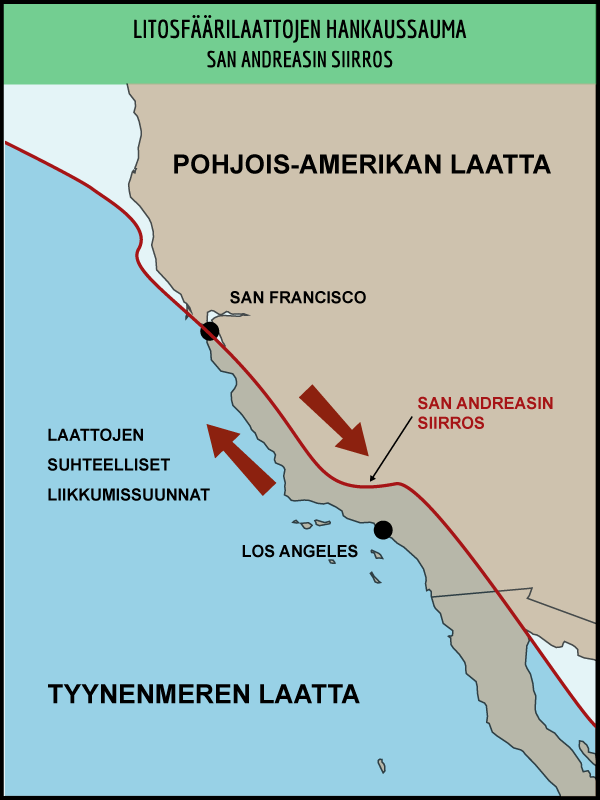 LITOSFÄÄRILAATTOJEN HANKAUSSAUMA
SAN ANDREASIN SIIRROS
POHJOIS-AMERIKAN LAATTA
SAN FRANCISCO
SAN ANDREASIN
SIIRROS
LAATTOJEN
SUHTEELLISET
LIIKKUMISSUUNNAT
LOS ANGELES
TYYNENMEREN LAATTA